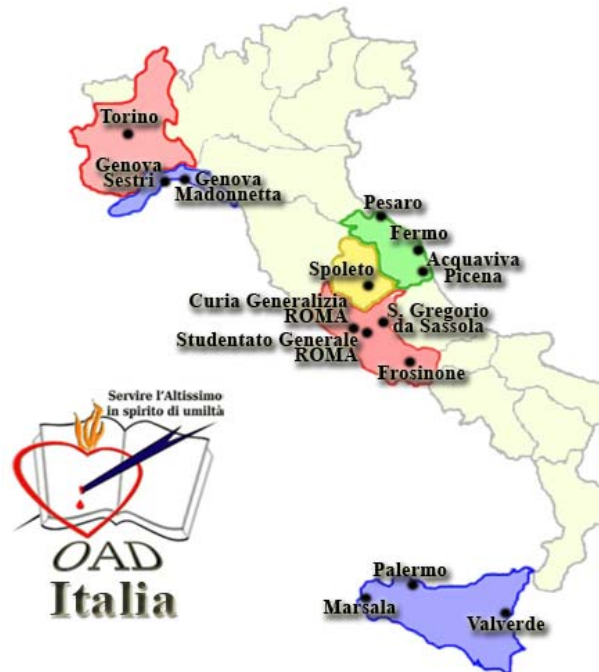 Torino
Genova
Sestri
Genova
Madonnetta
Pesaro
Fermo
Acquaviva
Picena
Spoleto
Curia Generalizia
ROMA
S. Gregorio
da Sassola
Studentato Generale
ROMA
Frosinone
Servire l'Altissimo
in spirito di umiltà
OAD
Italia
Palermo
Marsala
Valverde